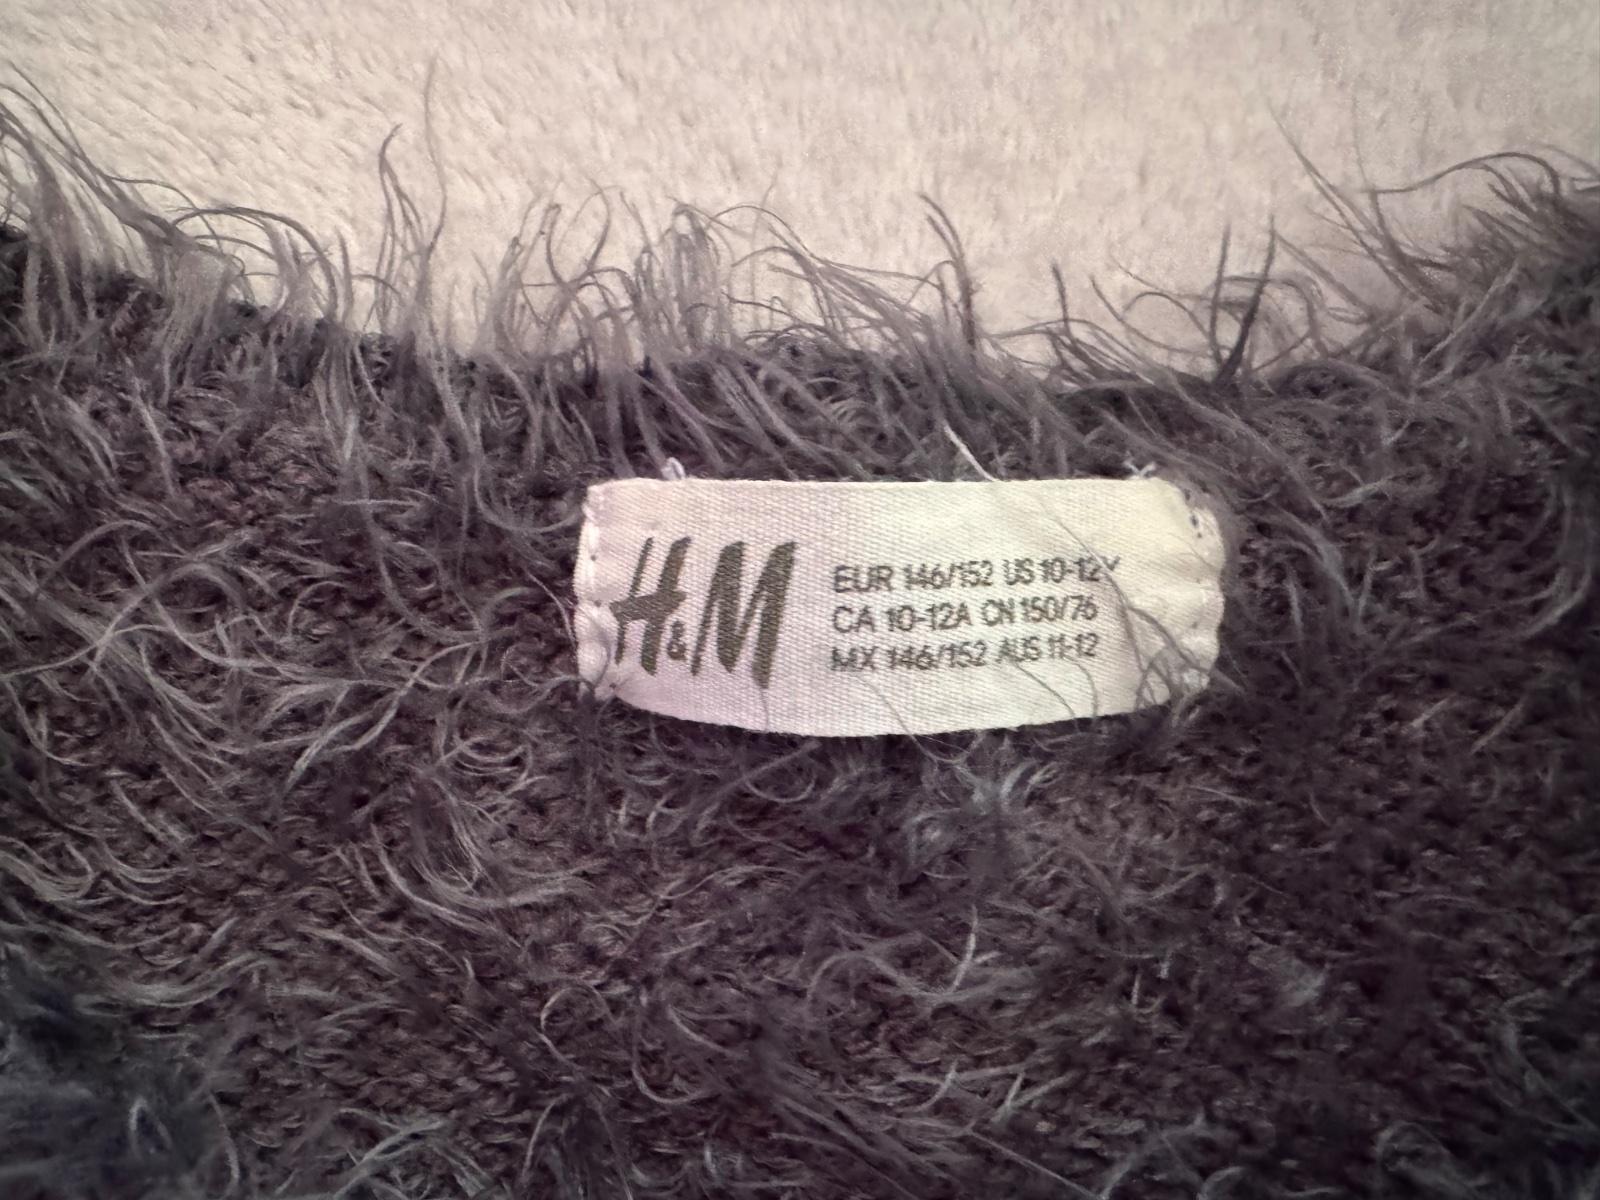 H&M
EUR 146/152 US 10-12Y
CA 10-12A CN 150/76
MX 146/152 AUS 11-12